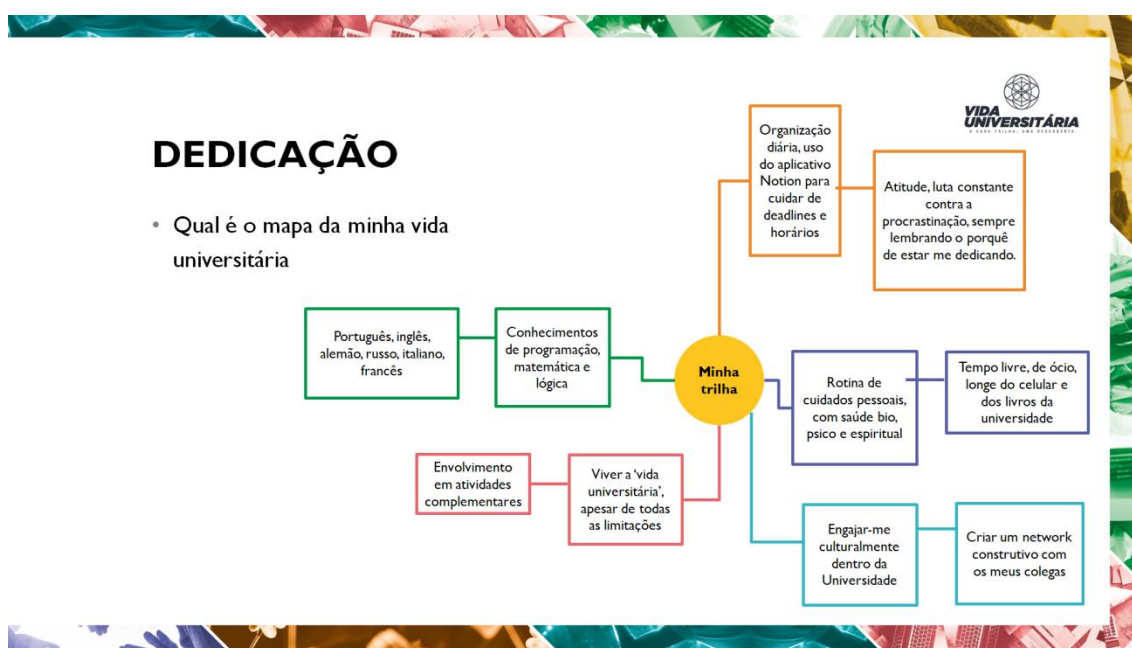 VIDA
UNIVERSITÁRIA
A CADA TRILHA, UMA DESCOBERTA
DEDICAÇÃO
• Qual é o mapa da minha vida
universitária
Organização
diária, uso
do aplicativo
Notion para
cuidar de
deadlines e
horários
Atitude, luta constante
contra a
procrastinação, sempre
lembrando o porquê
de estar me dedicando.
Português, inglês,
alemão, russo, italiano,
francês
Conhecimentos
de programação,
matemática e
lógica
Minha
trilha
Rotina de
cuidados pessoais,
com saúde bio,
psico e espiritual
Tempo livre, de ócio,
longe do celular e
dos livros da
universidade
Envolvimento
em atividades
complementares
Viver a ‘vida
universitária’,
apesar de todas
as limitações
Engajar-me
culturalmente
dentro da
Universidade
Criar um network
construtivo com
os meus colegas